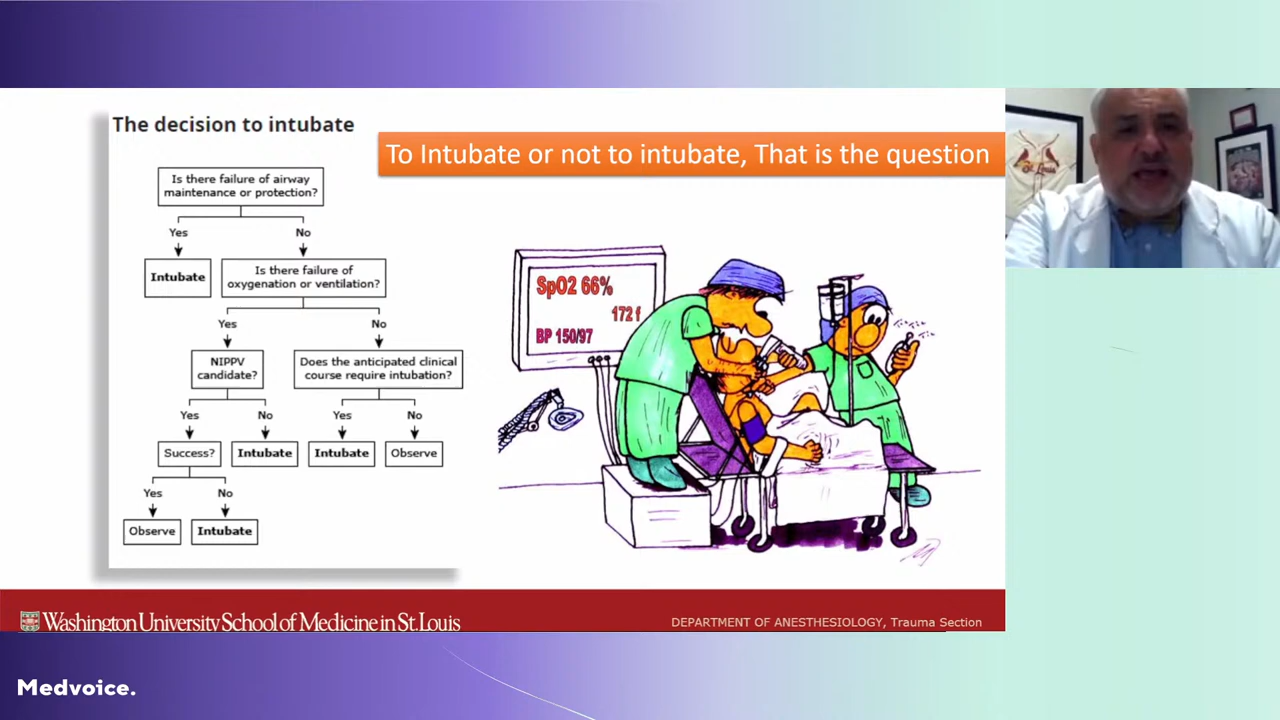 The decision to intubate
To Intubate or not to intubate, That is the question
Is there failure of airway
maintenance or protection?
Yes
No
Intubate
Is there failure of
oxygenation or ventilation?
Yes
No
NIPPV
candidate?
Does the anticipated clinical
course require intubation?
Yes
No
Yes
No
Success?
Intubate
Intubate
Observe
Yes
No
Observe
Intubate
SpO2 66%
172 f
BP 150/97
St. Louis
Washington University School of Medicine in St. Louis
DEPARTMENT OF ANESTHESIOLOGY, Trauma Section
Medvoice.